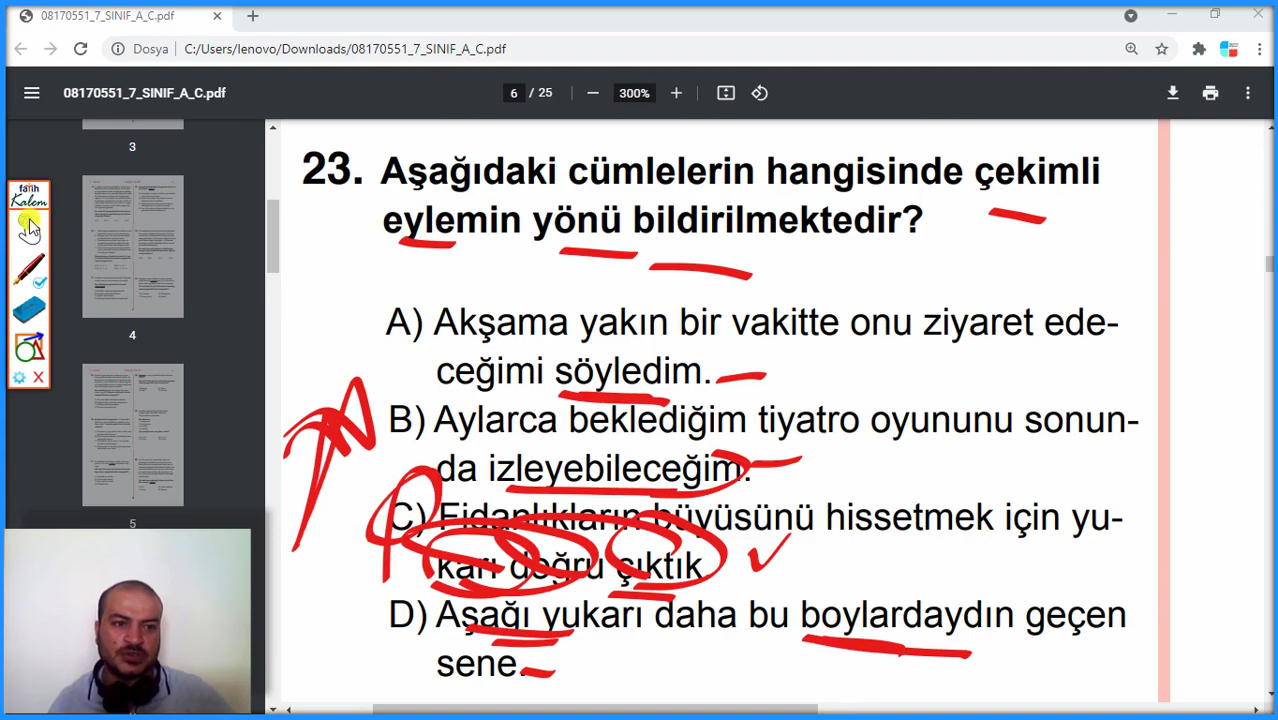 08170551_7_SINIF_A_C.pdf
Dosya
C:/Users/lenovo/Downloads/08170551_7_SINIF_A_C.pdf
08170551_7_SINIF_A_C.pdf
6 / 25
300%
3
4
5
fatih
Kalem
23. Aşağıdaki cümlelerin hangisinde çekimli
eylemin yönü bildirilmektedir?
A) Akşama yakın bir vakitte onu ziyaret ede-
ceğimi söyledim.
B) Aylarca beklediğim tiyatro oyununu sonun-
da izleyebileceğim.
C) Fidanlıkların büyüsünü hissetmek için yu-
karı doğru çıktık.
D) Aşağı yukarı daha bu boylardaydın geçen
sene.